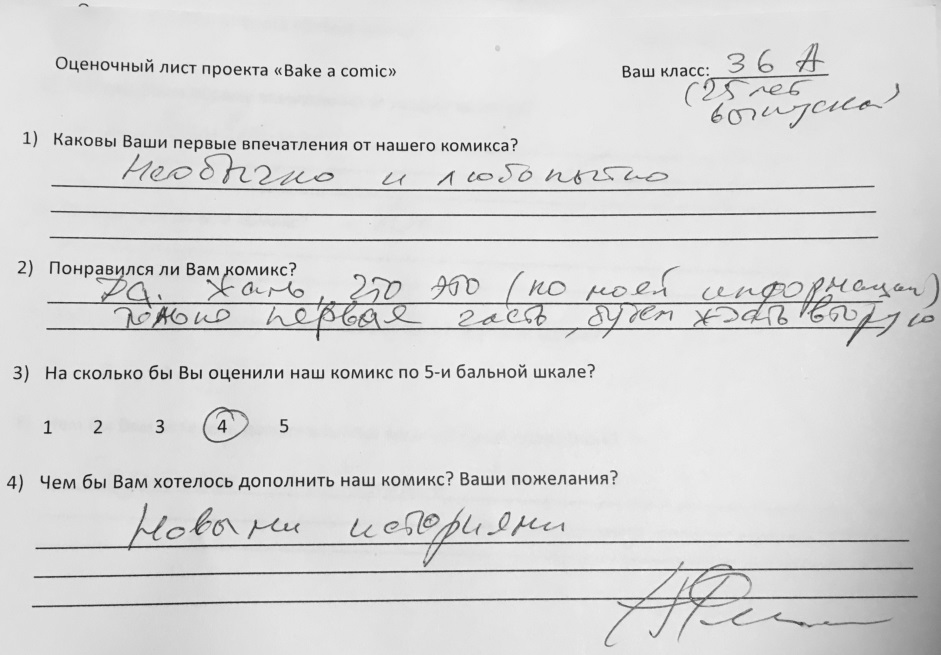 Оценочный лист проекта «Bake a comic»
Ваш класс: 36 А
(25 лет
выпуска)
1) Каковы Ваши первые впечатления от нашего комикса?
Необычно и любопытно
2) Понравился ли Вам комикс?
Да. Жаль, что это (по моей информации)
только первая часть, будем ждать вторую
3) На сколько бы Вы оценили наш комикс по 5-и бальной шкале?
1 2 3 4 5
4) Чем бы Вам хотелось дополнить наш комикс? Ваши пожелания?
Новыми историями